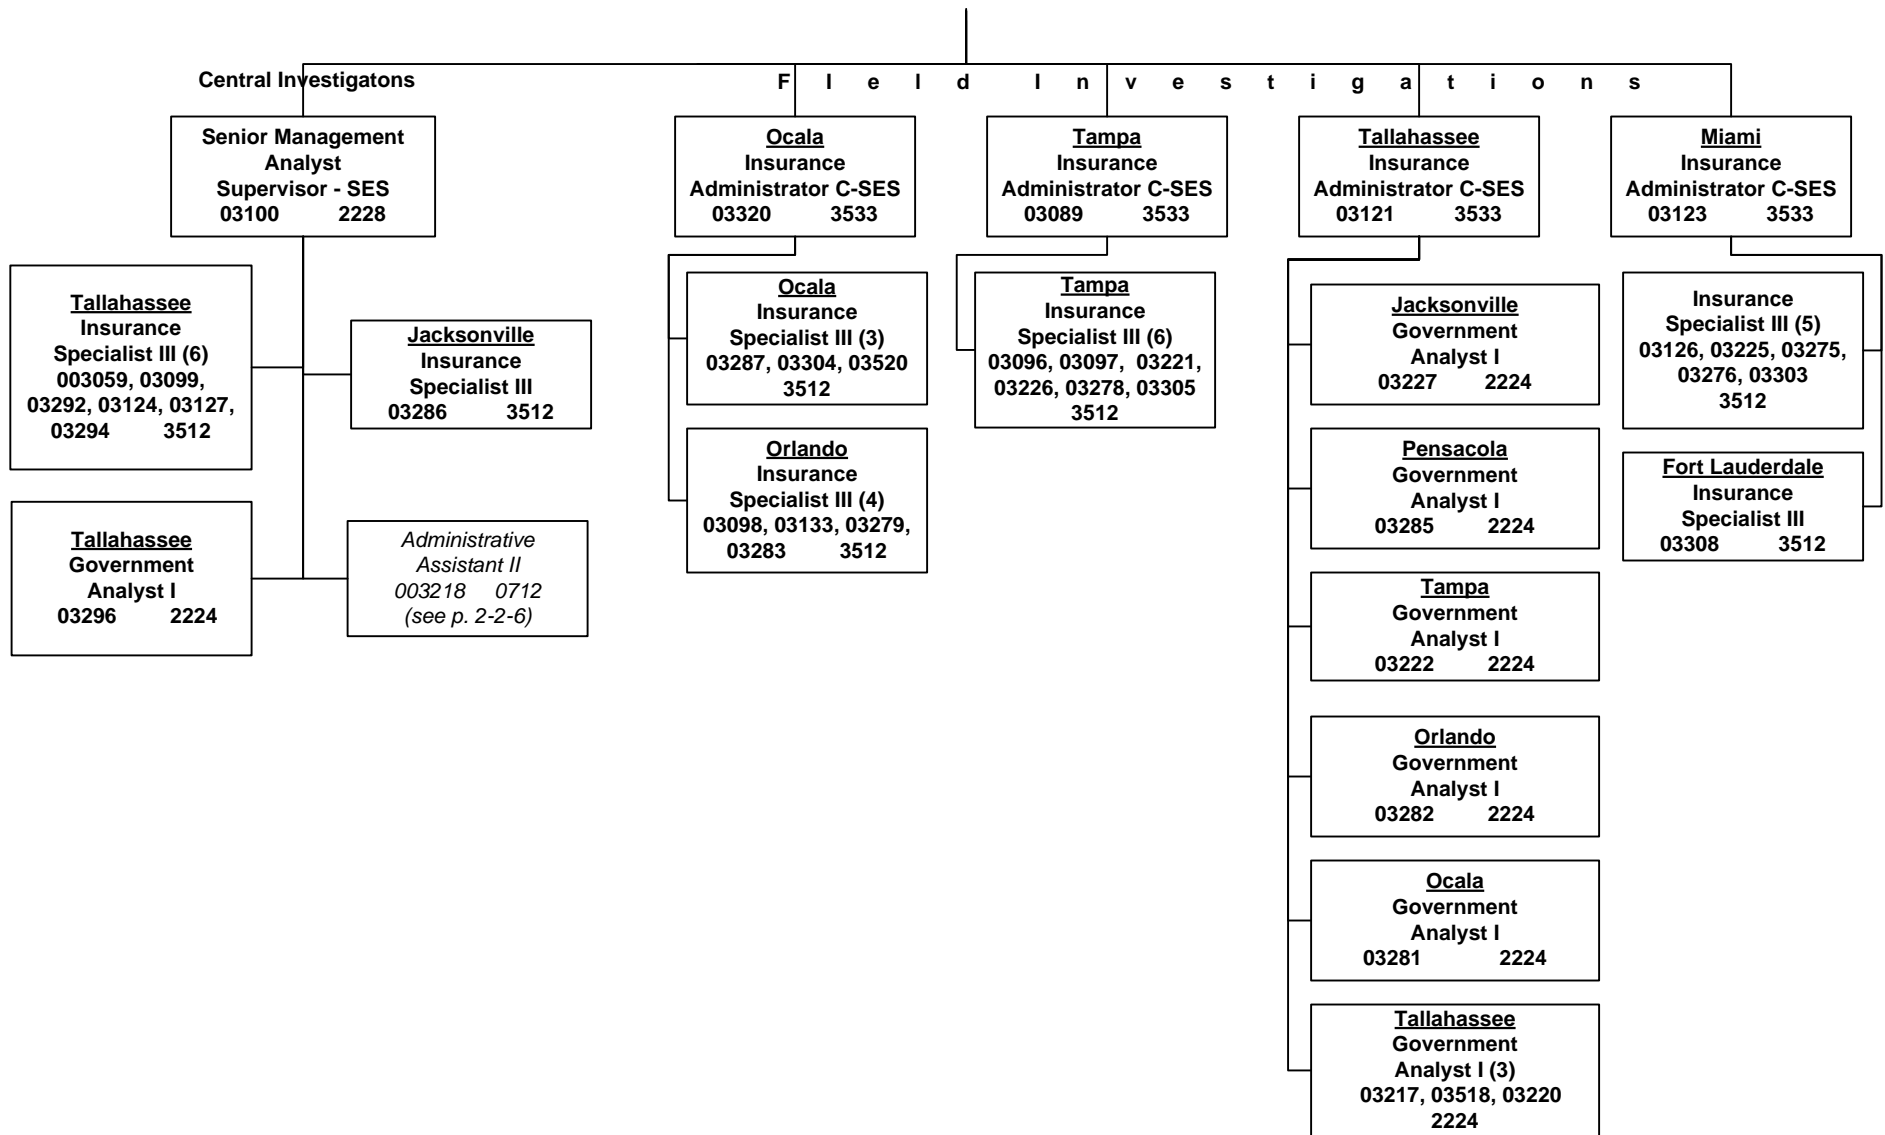 Central Investigatons
F I e l d I n v e s t i g a t i o n s
Senior Management
Analyst
Supervisor - SES
03100 2228
Tallahassee
Insurance
Specialist III (6)
003059, 03099,
03292, 03124, 03127,
03294 3512
Jacksonville
Insurance
Specialist III
03286 3512
Tallahassee
Government
Analyst I
03296 2224
Administrative
Assistant II
003218 0712
(see p. 2-2-6)
Ocala
Insurance
Administrator C-SES
03320 3533
Ocala
Insurance
Specialist III (3)
03287, 03304, 03520
3512
Orlando
Insurance
Specialist III (4)
03098, 03133, 03279,
03283 3512
Tampa
Insurance
Administrator C-SES
03089 3533
Tampa
Insurance
Specialist III (6)
03096, 03097, 03221,
03226, 03278, 03305
3512
Tallahassee
Insurance
Administrator C-SES
03121 3533
Jacksonville
Government
Analyst I
03227 2224
Pensacola
Government
Analyst I
03285 2224
Tampa
Government
Analyst I
03222 2224
Orlando
Government
Analyst I
03282 2224
Ocala
Government
Analyst I
03281 2224
Tallahassee
Government
Analyst I (3)
03217, 03518, 03220
2224
Miami
Insurance
Administrator C-SES
03123 3533
Insurance
Specialist III (5)
03126, 03225, 03275,
03276, 03303
3512
Fort Lauderdale
Insurance
Specialist III
03308 3512